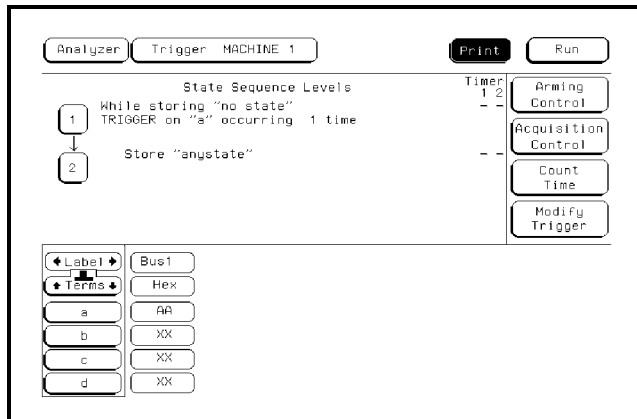 Analyzer Trigger MACHINE 1 Print Run
State Sequence Levels
Timer
1 2
1
While storing "no state"
TRIGGER on "a" occurring 1 time
- -
2
Store "anystate"
- -
Arming
Control
Acquisition
Control
Count
Time
Modify
Trigger
Label Bus1
Terms Hex
a AA
b XX
c XX
d XX